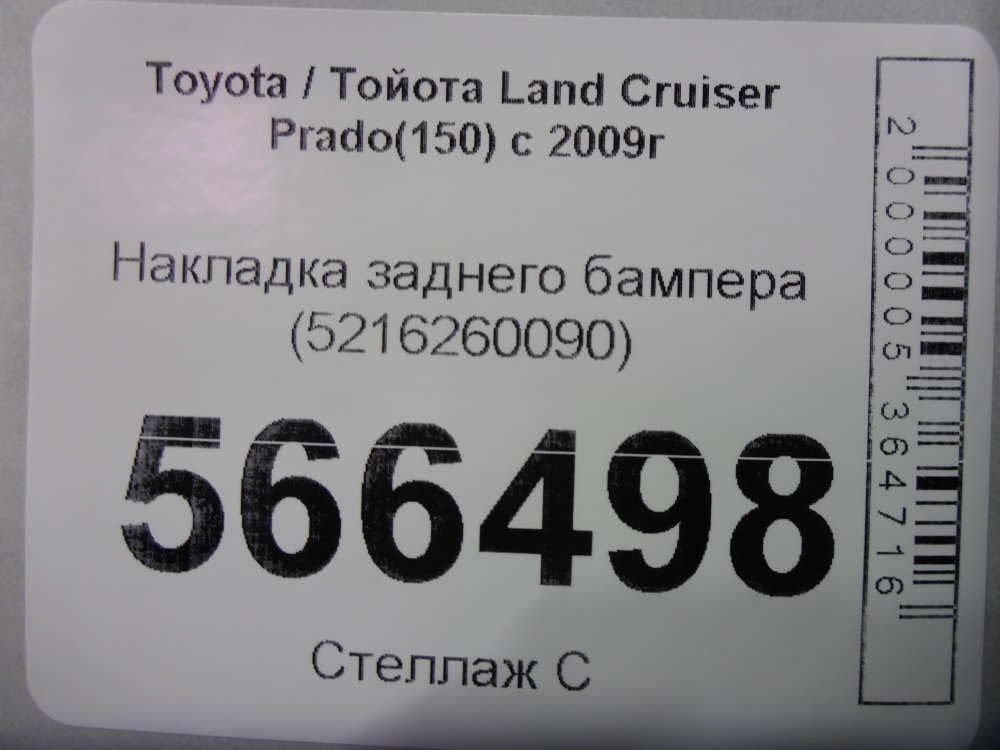 Toyota / Тойота Land Cruiser
Prado(150) с 2009г
Накладка заднего бампера
(5216260090)
566498
Стеллаж С
2000005364716